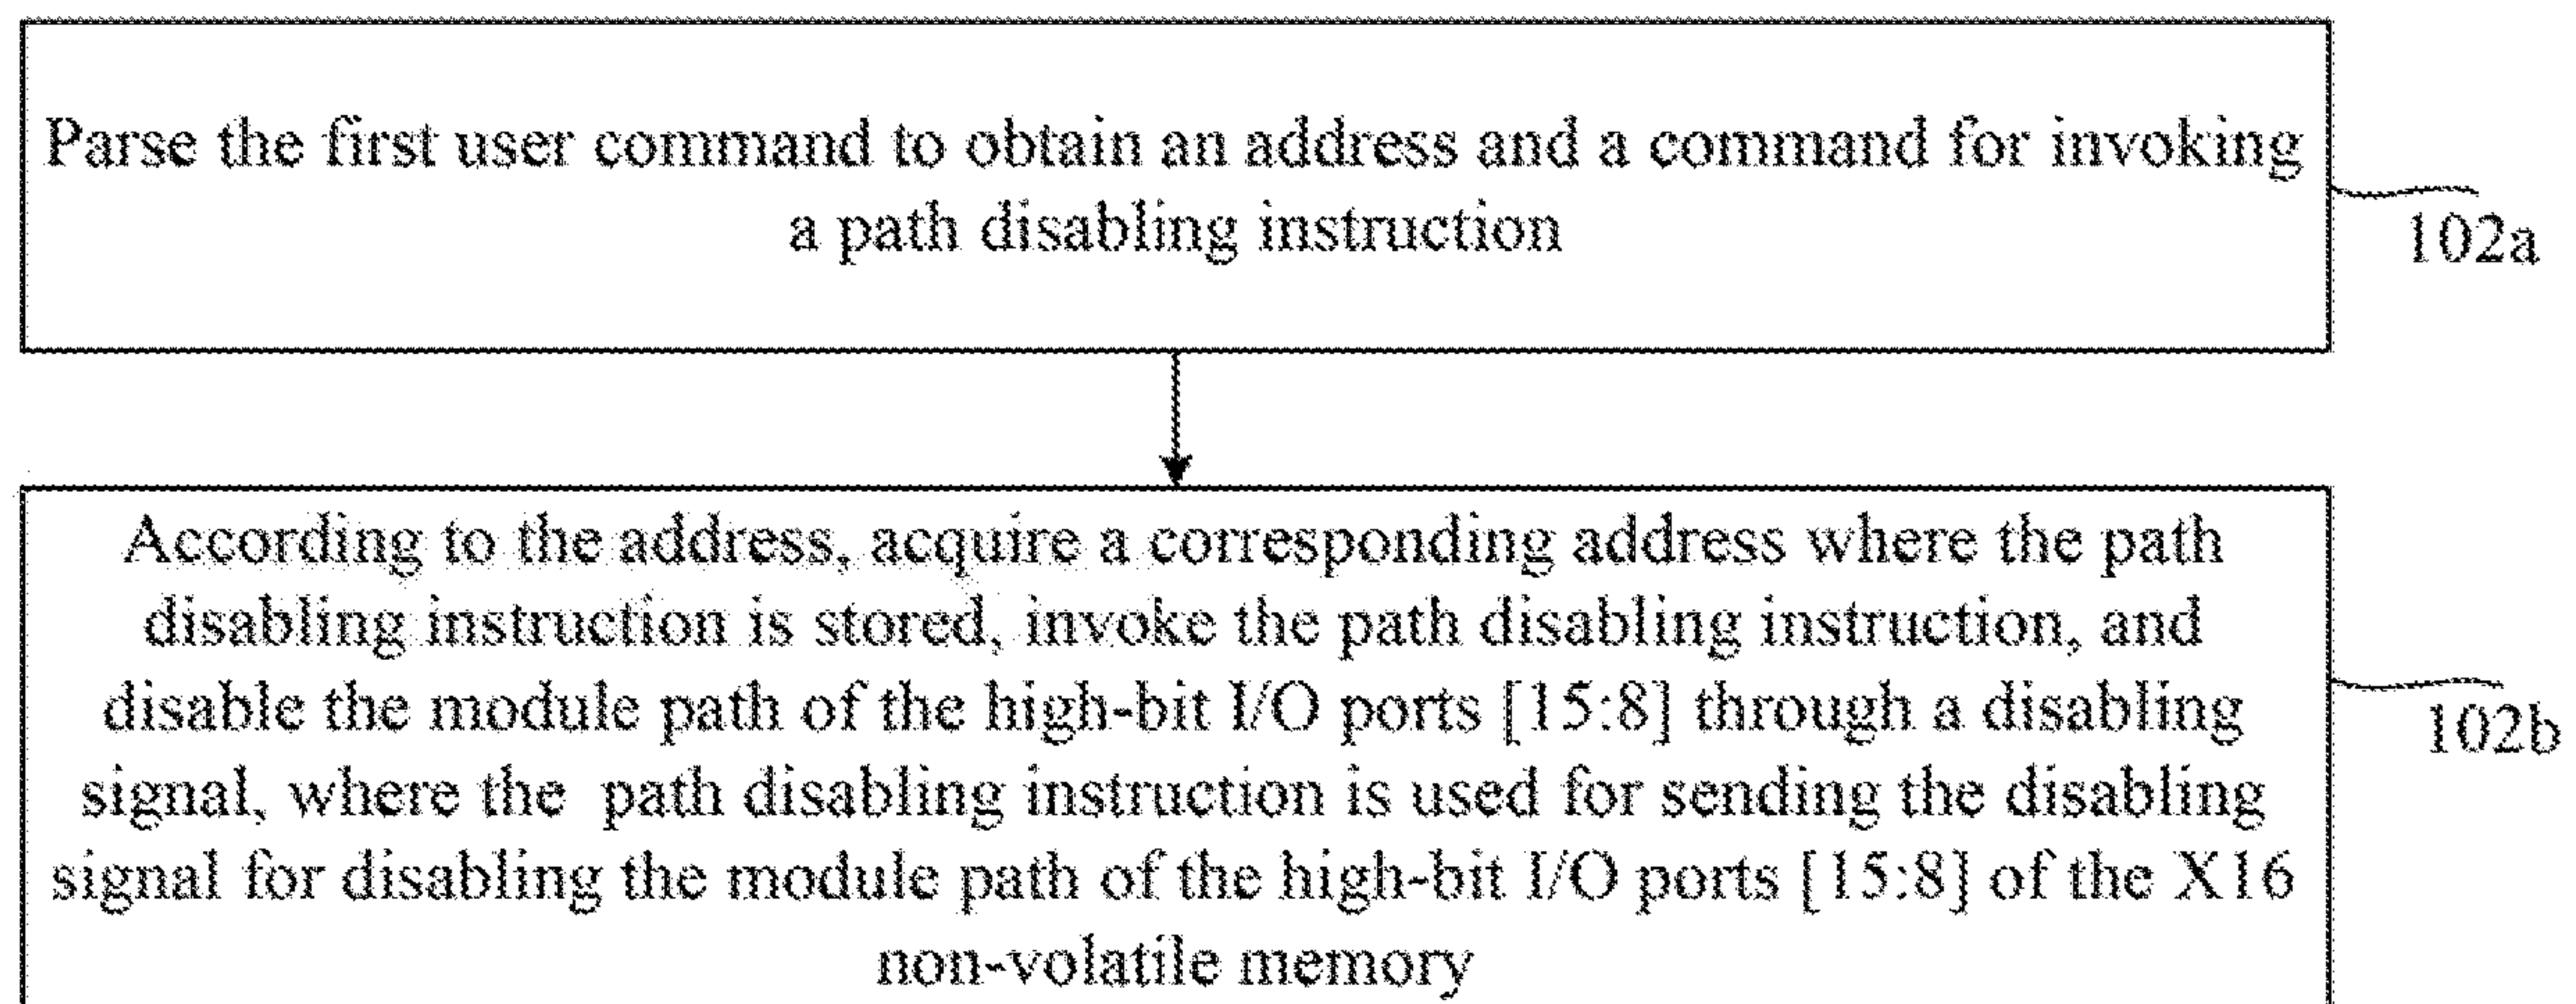 Parse the first user command to obtain an address and a command for invoking
a path disabling instruction
102a
According to the address, acquire a corresponding address where the path
disabling instruction is stored, invoke the path disabling instruction, and
disable the module path of the high-bit I/O ports [15:8] through a disabling
signal, where the path disabling instruction is used for sending the disabling
signal for disabling the module path of the high-bit I/O ports [15:8] of the X16
non-volatile memory
102b